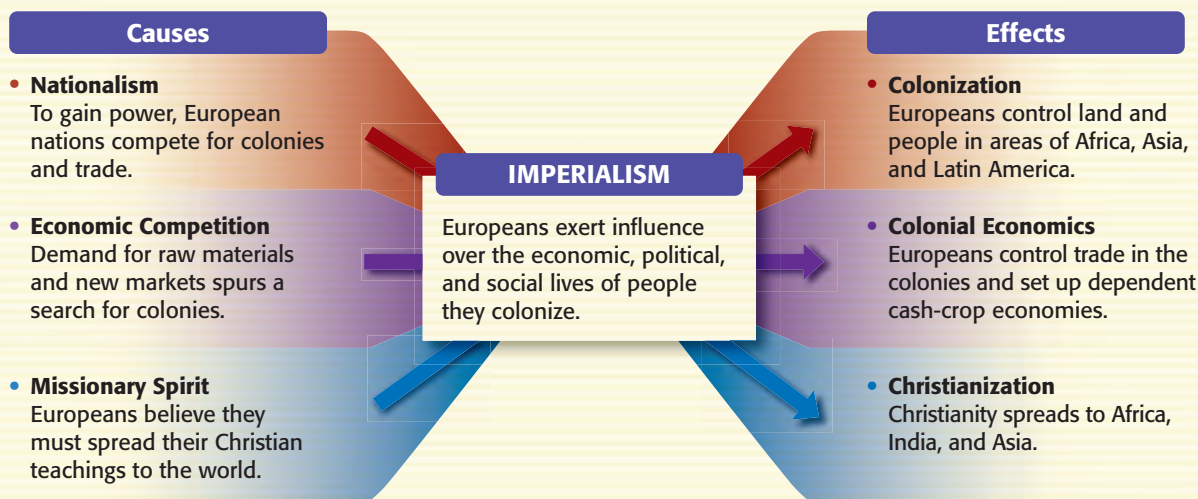 Causes
• Nationalism
To gain power, European
nations compete for colonies
and trade.
• Economic Competition
Demand for raw materials
and new markets spurs a
search for colonies.
• Missionary Spirit
Europeans believe they
must spread their Christian
teachings to the world.
IMPERIALISM
Europeans exert influence
over the economic, political,
and social lives of people
they colonize.
Effects
• Colonization
Europeans control land and
people in areas of Africa, Asia,
and Latin America.
• Colonial Economics
Europeans control trade in the
colonies and set up dependent
cash-crop economies.
• Christianization
Christianity spreads to Africa,
India, and Asia.